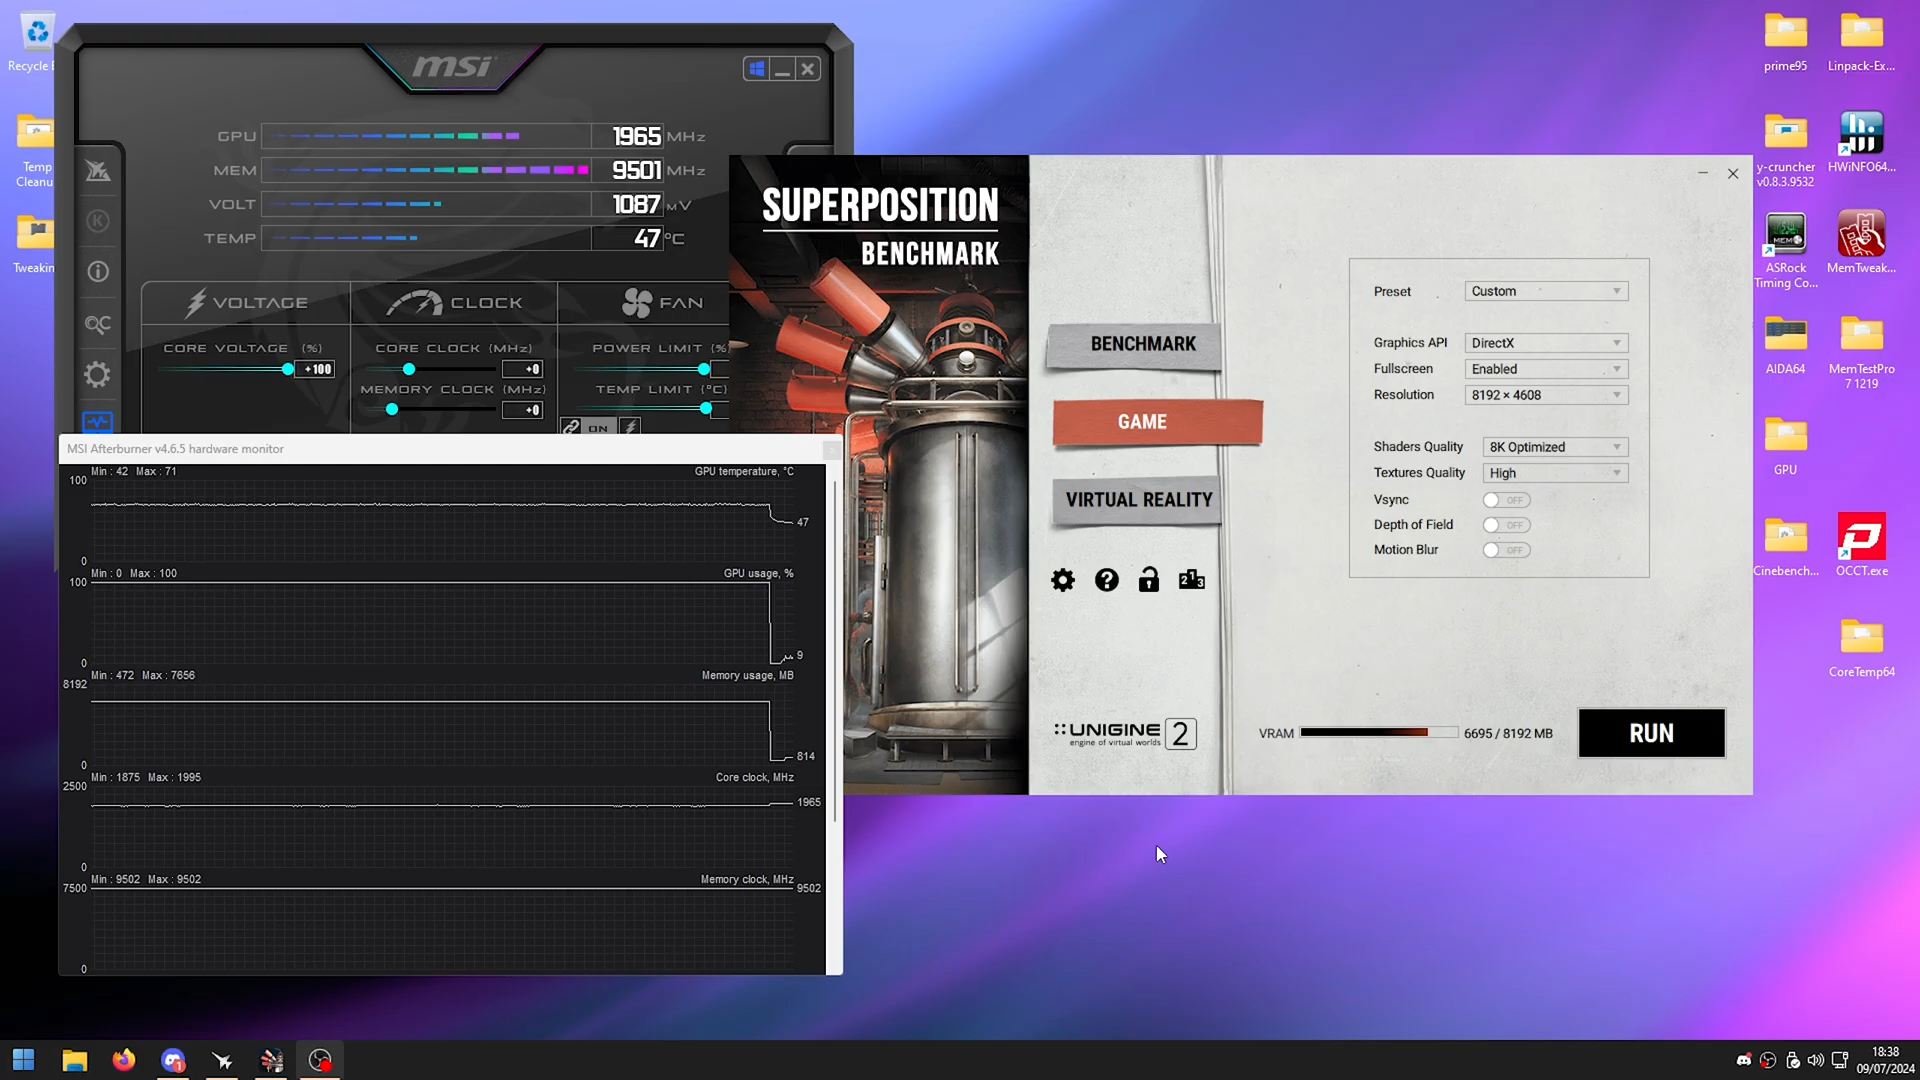 Recycle B
Temp
Cleanu
Tweakin
msi
GPU 1965 MHz
MEM 9501 MHz
VOLT 1087 MV
TEMP 47 °C
K
VOLTAGE
CLOCK
FAN
CORE VOLTAGE (%)
+100
CORE CLOCK (MHz)
+0
MEMORY CLOCK (MHz)
+0
POWER LIMIT (%
TEMP LIMIT (°C)
ON
MSI Afterburner v4.6.5 hardware monitor
Min : 42 Max : 71 GPU temperature, °C
100
47
0
Min : 0 Max : 100 GPU usage, %
100
9
0
Min : 472 Max : 7656 Memory usage, MB
8192
814
0
Min : 1875 Max : 1995 Core clock, MHz
2500
1965
0
Min : 9502 Max : 9502 Memory clock, MHz
7500
9502
0
SUPERPOSITION
BENCHMARK
BENCHMARK
GAME
VIRTUAL REALITY
UNIGINE 2
engine of virtual worlds
Preset Custom
Graphics API DirectX
Fullscreen Enabled
Resolution 8192 × 4608
Shaders Quality 8K Optimized
Textures Quality High
Vsync OFF
Depth of Field OFF
Motion Blur OFF
VRAM 6695 / 8192 MB
RUN
prime95
Linpack-Ex...
y-cruncher
v0.8.3.9532
HWiNFO64...
ASRock
Timing Co...
MemTweak...
AIDA64
MemTestPro
7 1219
GPU
Cinebench...
OCCT.exe
CoreTemp64
18:38
09/07/2024